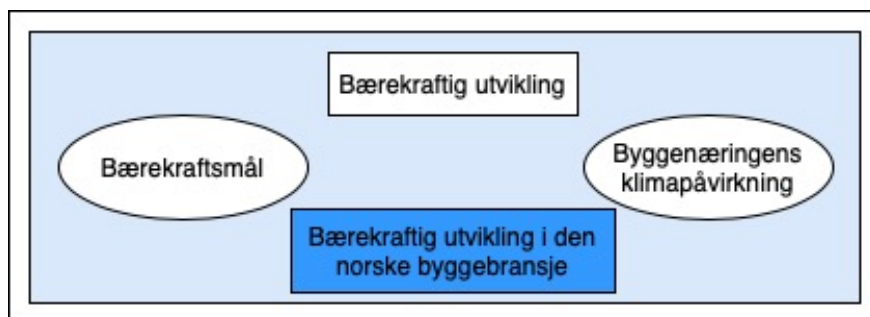 Bærekraftig utvikling
Bærekraftsmål
Byggenæringens
klimapåvirkning
Bærekraftig utvikling i den
norske byggebransje